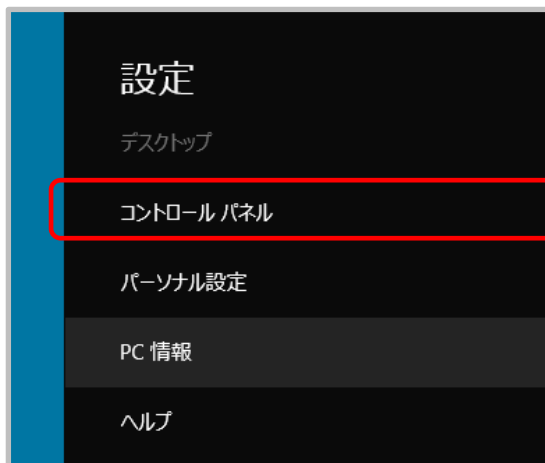 設定
デスクトップ
コントロール パネル
パーソナル設定
PC 情報
ヘルプ